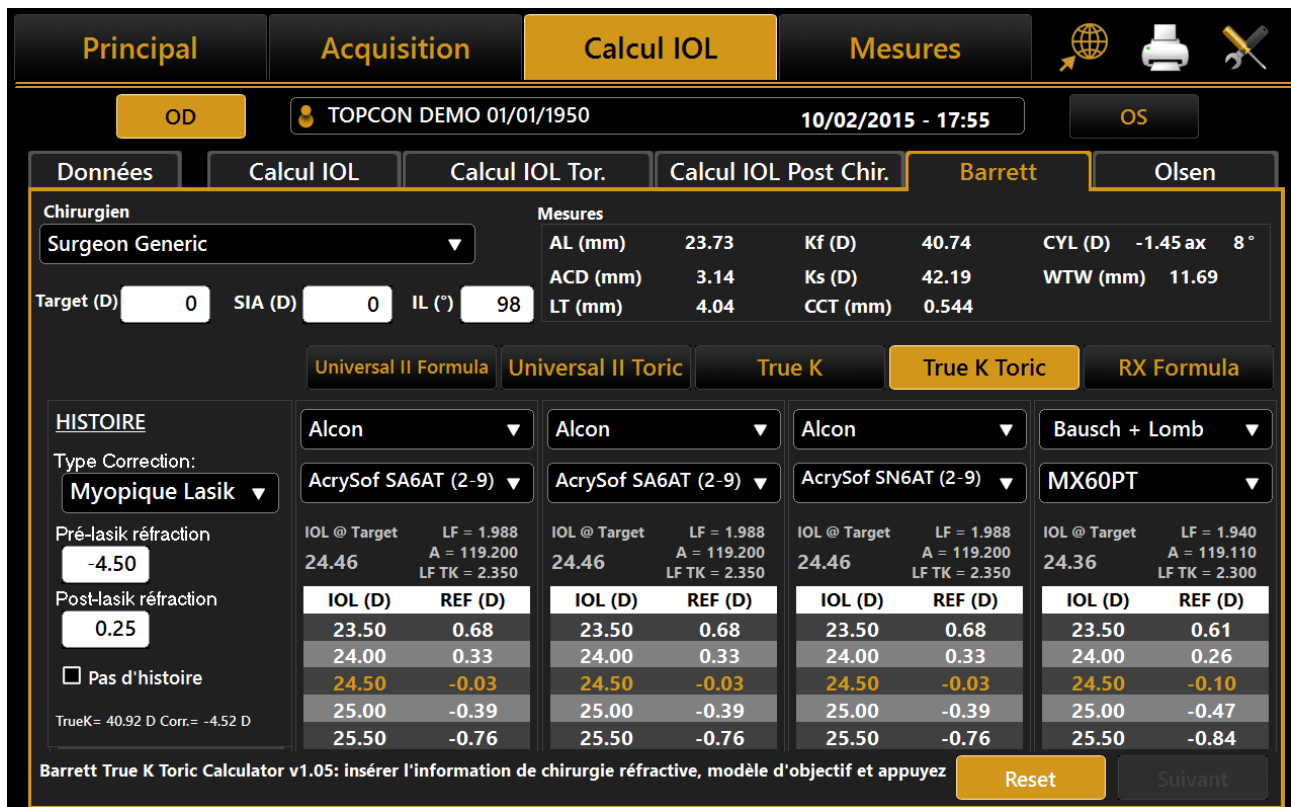 Principal Acquisition Calcul IOL Mesures
OD TOPCON DEMO 01/01/1950 10/02/2015 - 17:55 OS
Données Calcul IOL Calcul IOL Tor. Calcul IOL Post Chir. Barrett Olsen
Chirurgien
Surgeon Generic
Target (D) 0 SIA (D) 0 IL (°) 98
Mesures
AL (mm) 23.73 Kf (D) 40.74 CYL (D) -1.45 ax 8°
ACD (mm) 3.14 Ks (D) 42.19 WTW (mm) 11.69
LT (mm) 4.04 CCT (mm) 0.544
Universal II Formula Universal II Toric True K True K Toric RX Formula
HISTOIRE
Type Correction:
Myopique Lasik
Pré-lasik réfraction
-4.50
Post-lasik réfraction
0.25
Pas d'histoire
TrueK= 40.92 D Corr.= -4.52 D
Alcon
AcrySof SA6AT (2-9)
IOL @ Target LF = 1.988
24.46 A = 119.200
LF TK = 2.350
IOL (D) REF (D)
23.50 0.68
24.00 0.33
24.50 -0.03
25.00 -0.39
25.50 -0.76
Alcon
AcrySof SA6AT (2-9)
IOL @ Target LF = 1.988
24.46 A = 119.200
LF TK = 2.350
IOL (D) REF (D)
23.50 0.68
24.00 0.33
24.50 -0.03
25.00 -0.39
25.50 -0.76
Alcon
AcrySof SN6AT (2-9)
IOL @ Target LF = 1.988
24.46 A = 119.200
LF TK = 2.350
IOL (D) REF (D)
23.50 0.68
24.00 0.33
24.50 -0.03
25.00 -0.39
25.50 -0.76
Bausch + Lomb
MX60PT
IOL @ Target LF = 1.940
24.36 A = 119.110
LF TK = 2.300
IOL (D) REF (D)
23.50 0.61
24.00 0.26
24.50 -0.10
25.00 -0.47
25.50 -0.84
Barrett True K Toric Calculator v1.05: insérer l'information de chirurgie réfractive, modèle d'objectif et appuyez
Reset Suivant